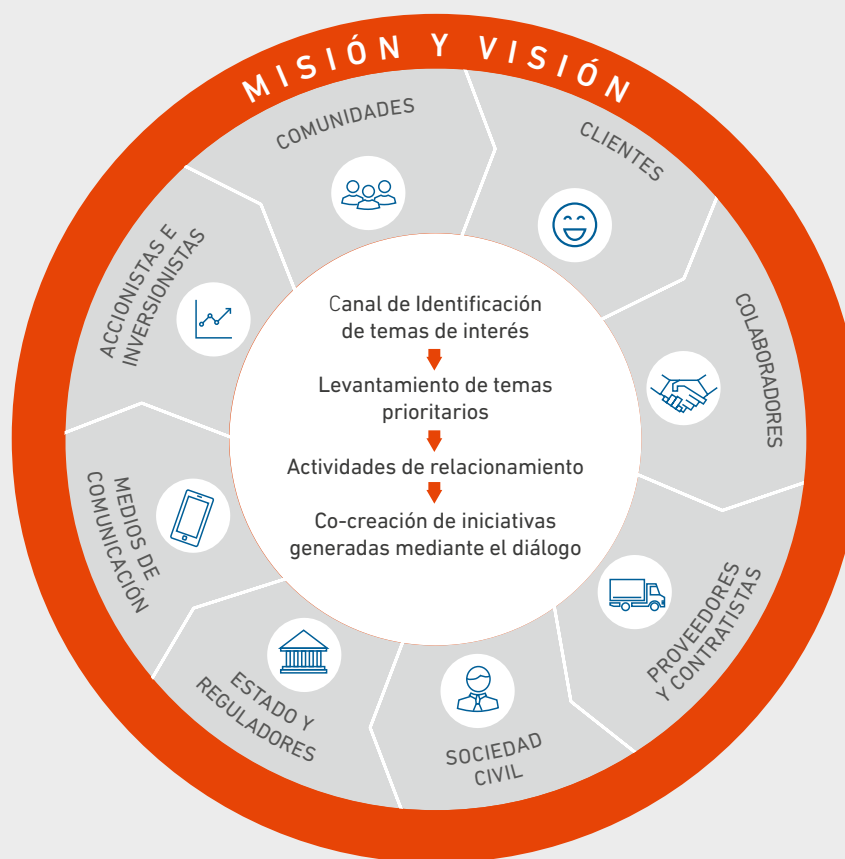 MISIÓN Y VISIÓN
COMUNIDADES
CLIENTES
COLABORADORES
PROVEEDORES
Y CONTRATISTAS
SOCIEDAD
CIVIL
ESTADO Y
REGULADORES
MEDIOS DE
COMUNICACIÓN
ACCIONISTAS E
INVERSIONISTAS
Canal de Identificación
de temas de interés
Levantamiento de temas
prioritarios
Actividades de relacionamiento
Co-creación de iniciativas
generadas mediante el diálogo